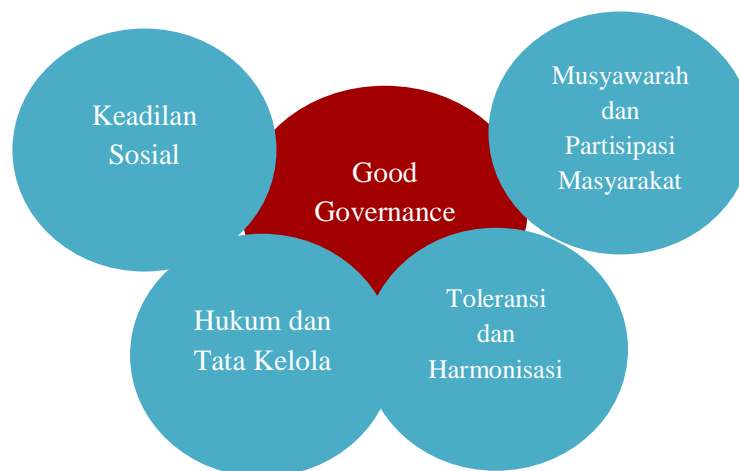 Keadilan
Sosial
Good
Governance
Musyawarah
dan
Partisipasi
Masyarakat
Hukum dan
Tata Kelola
Toleransi
dan
Harmonisasi